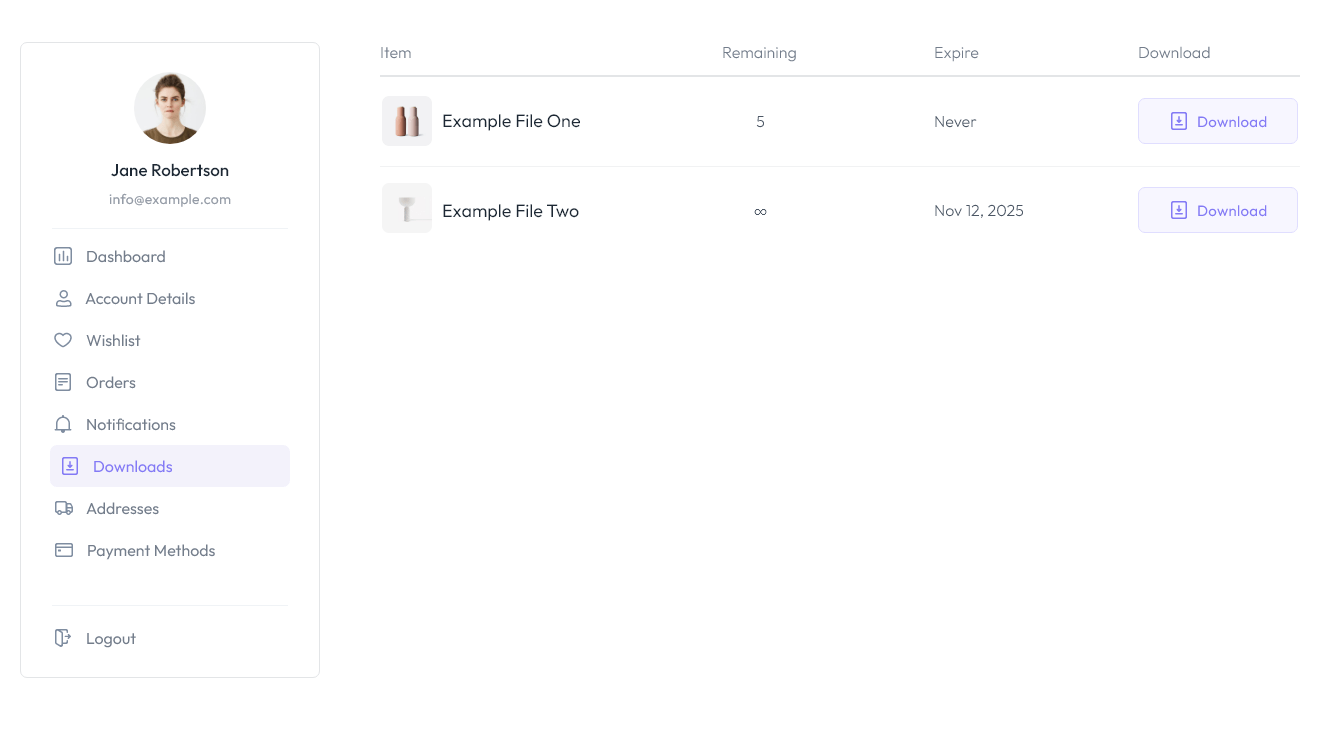 Jane Robertson
info@example.com
Dashboard
Account Details
Wishlist
Orders
Notifications
Downloads
Addresses
Payment Methods
Logout
Item Remaining Expire Download
Example File One 5 Never Download
Example File Two ∞ Nov 12, 2025 Download